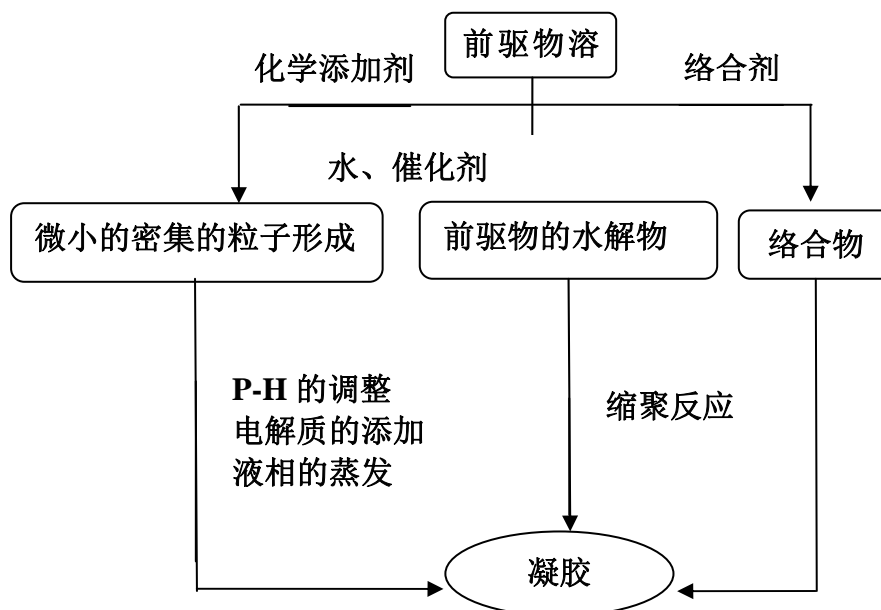 前驱物溶
化学添加剂
络合剂
水、催化剂
微小的密集的粒子形成
前驱物的水解物
络合物
P-H 的调整
电解质的添加
液相的蒸发
缩聚反应
凝胶